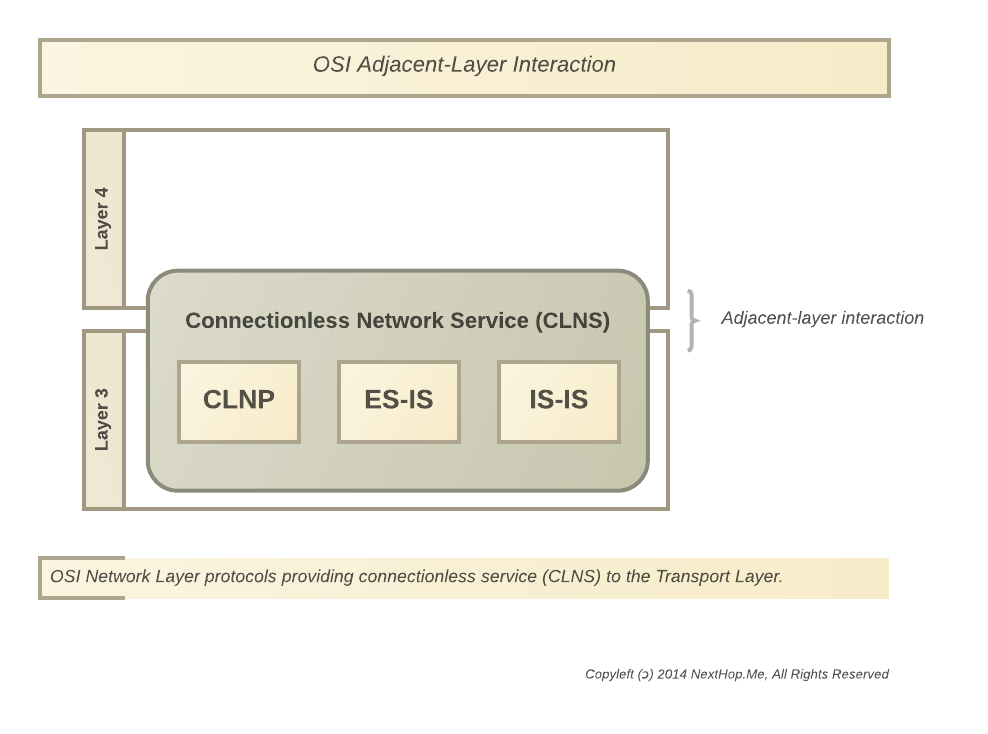 OSI Adjacent-Layer Interaction
Layer 4
Connectionless Network Service (CLNS)
Adjacent-layer interaction
CLNP
ES-IS
IS-IS
Layer 3
OSI Network Layer protocols providing connectionless service (CLNS) to the Transport Layer.
Copyleft (ɔ) 2014 NextHop.Me, All Rights Reserved